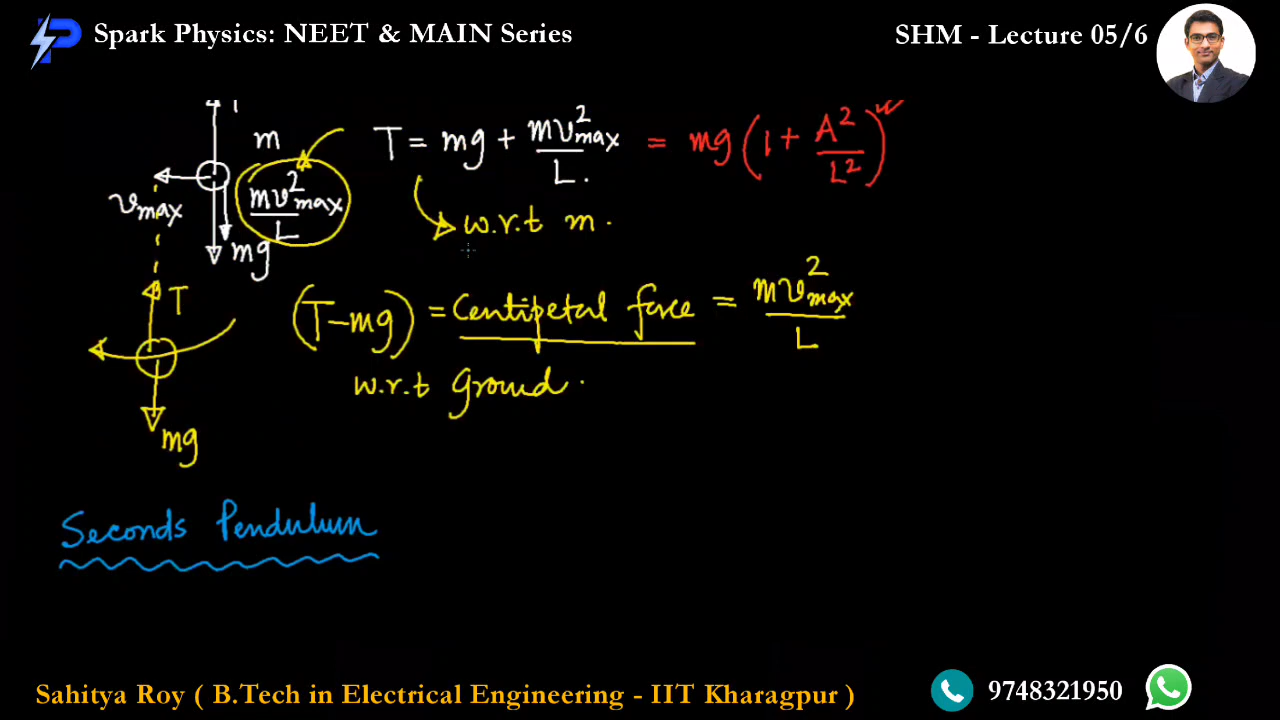 Spark Physics: NEET & MAIN Series
SHM - Lecture 05/6
T
m
T = mg + mv²max/L. = mg (1 + A²/L²)
vmax
mv²max/L
mg
w.r.t m.
T
(T-mg) = Centipetal force = mv²max/L
w.r.t ground.
mg
Seconds Pendulum
Sahitya Roy ( B.Tech in Electrical Engineering - IIT Kharagpur )
9748321950